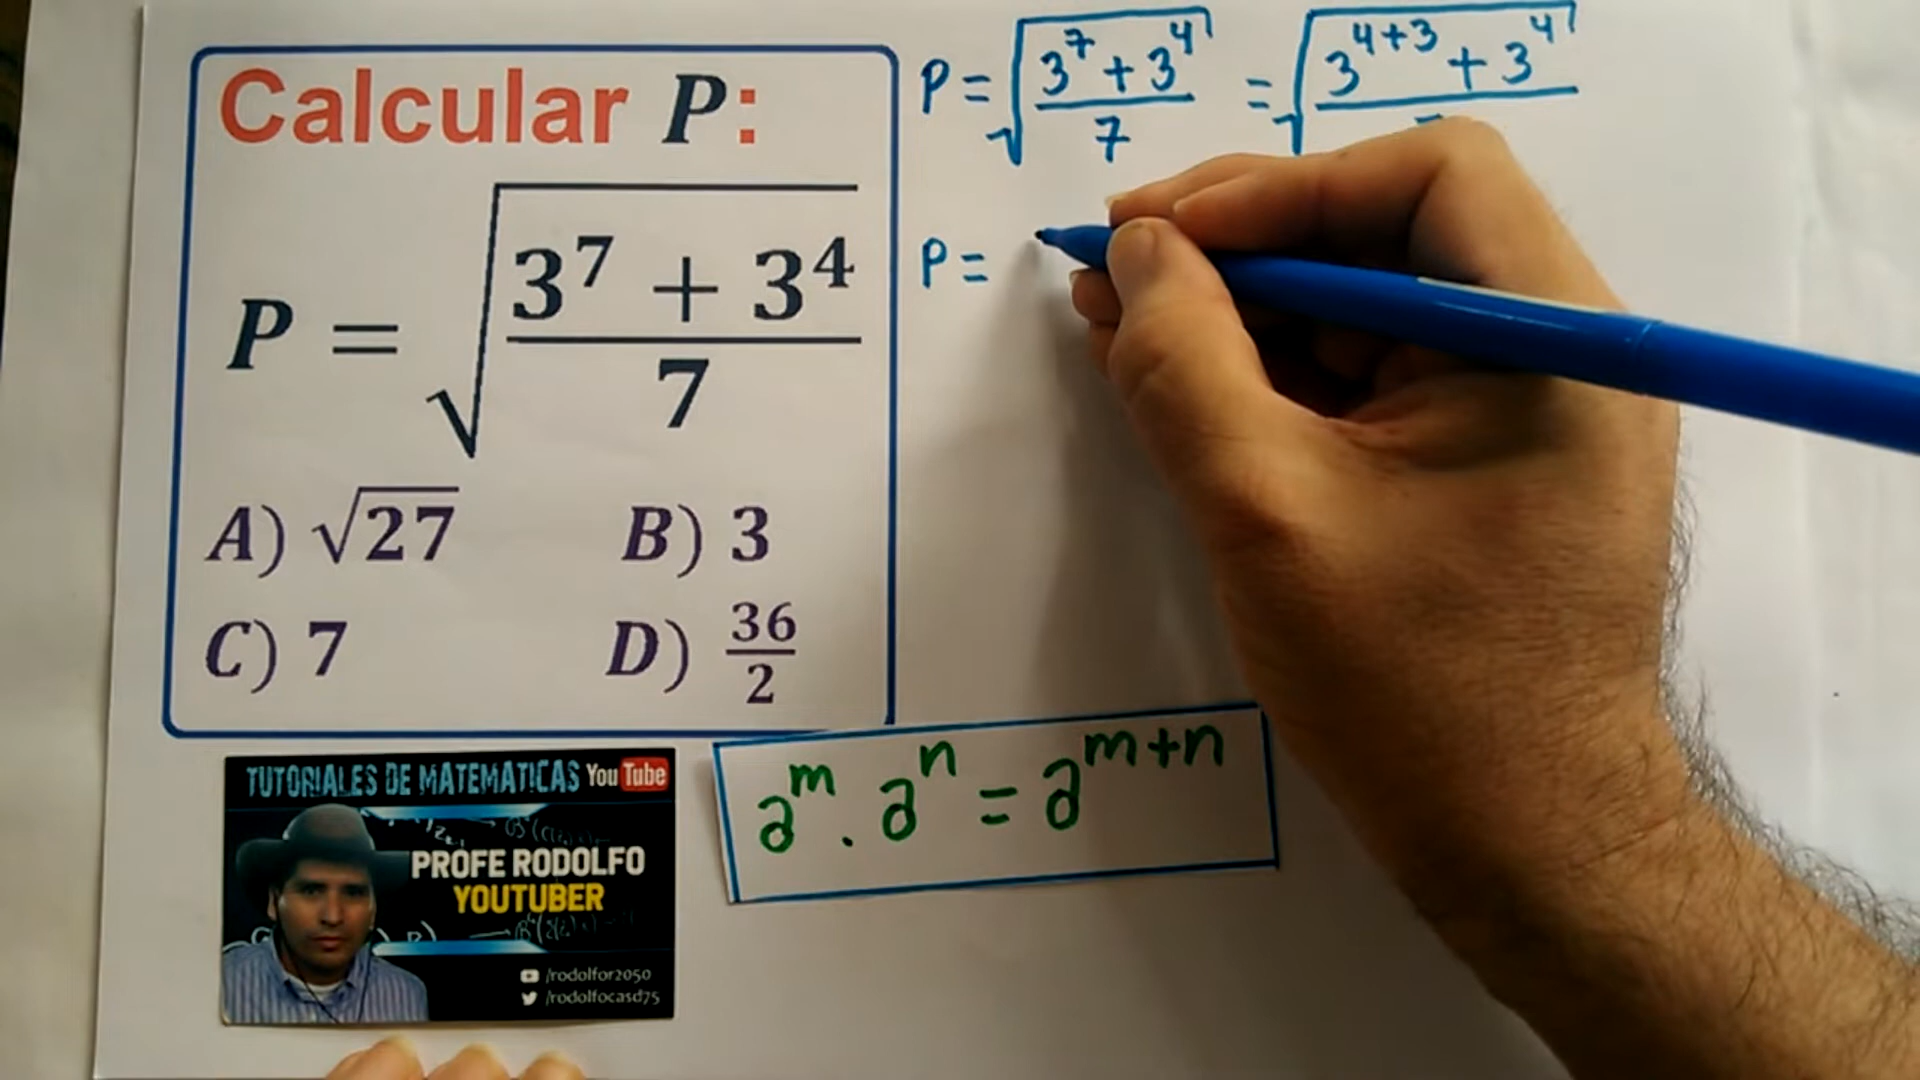 Calcular P:
P = √((3⁷ + 3⁴)/7)
A) √27
B) 3
C) 7
D) 36/2
P = √((3⁷ + 3⁴)/7) = √((3⁴⁺³ + 3⁴)/
P =
aᵐ . aⁿ = aᵐ⁺ⁿ
TUTORIALES DE MATEMATICAS YouTube
PROFE RODOLFO
YOUTUBER
/rodolfor2050
/rodolfocasd75